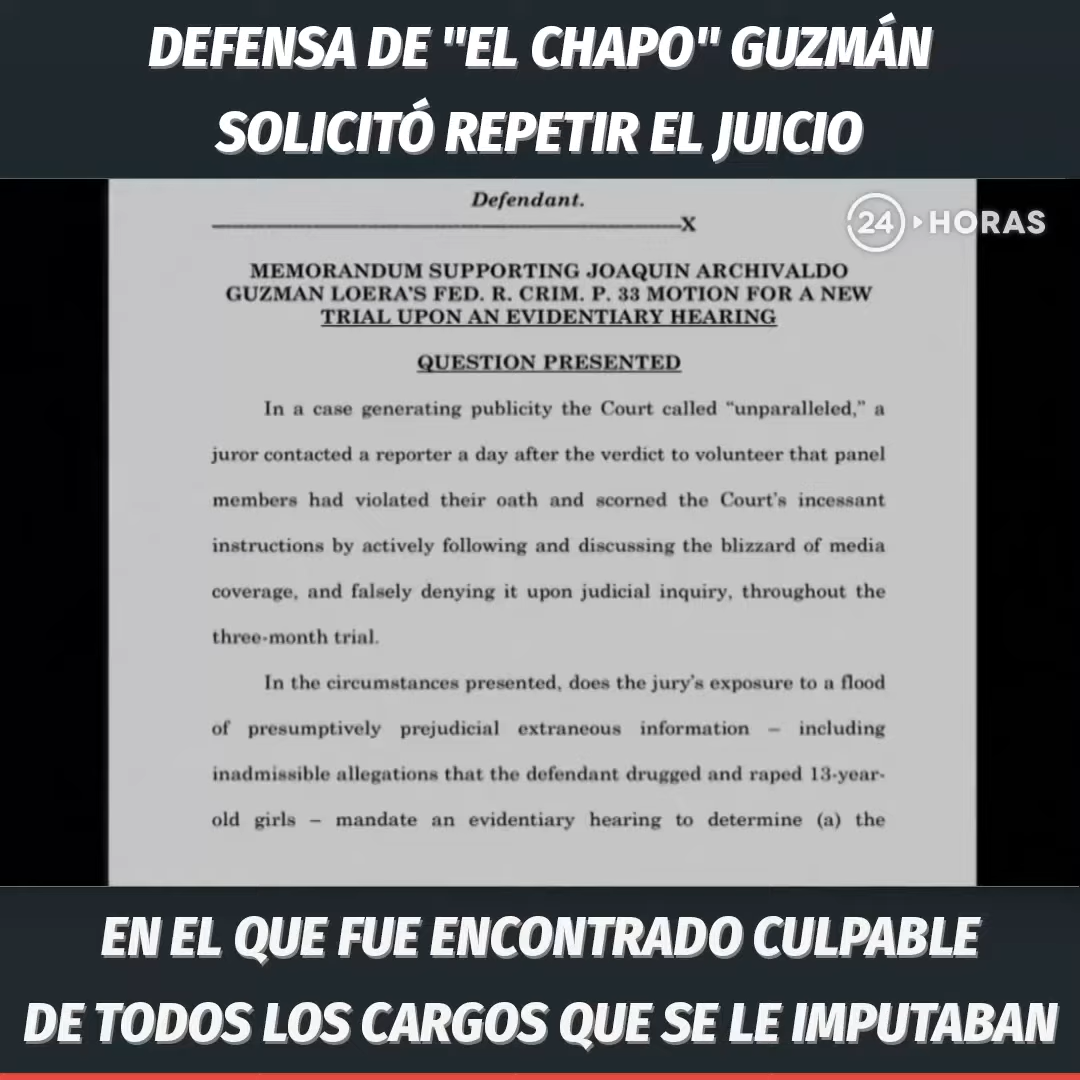 DEFENSA DE "EL CHAPO" GUZMÁN
SOLICITÓ REPETIR EL JUICIO
Defendant.
24 HORAS
X
MEMORANDUM SUPPORTING JOAQUIN ARCHIVALDO
GUZMAN LOERA'S FED. R. CRIM. P. 33 MOTION FOR A NEW
TRIAL UPON AN EVIDENTIARY HEARING
QUESTION PRESENTED
In a case generating publicity the Court called “unparalleled,” a
juror contacted a reporter a day after the verdict to volunteer that panel
members had violated their oath and scorned the Court's incessant
instructions by actively following and discussing the blizzard of media
coverage, and falsely denying it upon judicial inquiry, throughout the
three-month trial.
In the circumstances presented, does the jury's exposure to a flood
of presumptively prejudicial extraneous information – including
inadmissible allegations that the defendant drugged and raped 13-year-
old girls – mandate an evidentiary hearing to determine (a) the
EN EL QUE FUE ENCONTRADO CULPABLE
DE TODOS LOS CARGOS QUE SE LE IMPUTABAN